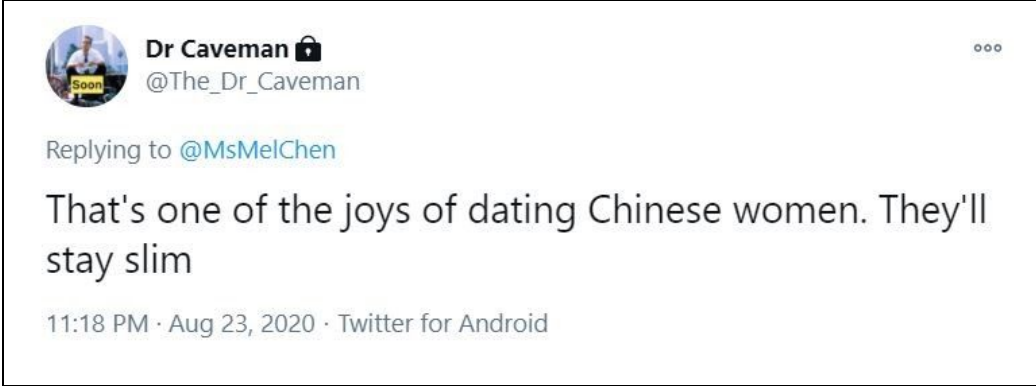 Dr Caveman
@The_Dr_Caveman
Soon
Replying to @MsMelChen
That's one of the joys of dating Chinese women. They'll
stay slim
11:18 PM · Aug 23, 2020 · Twitter for Android